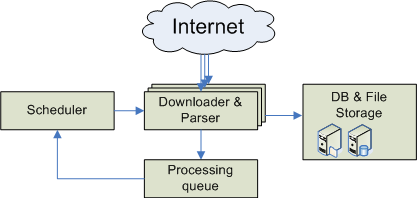 Internet
Scheduler
Downloader &
Parser
DB & File
Storage
Processing
queue